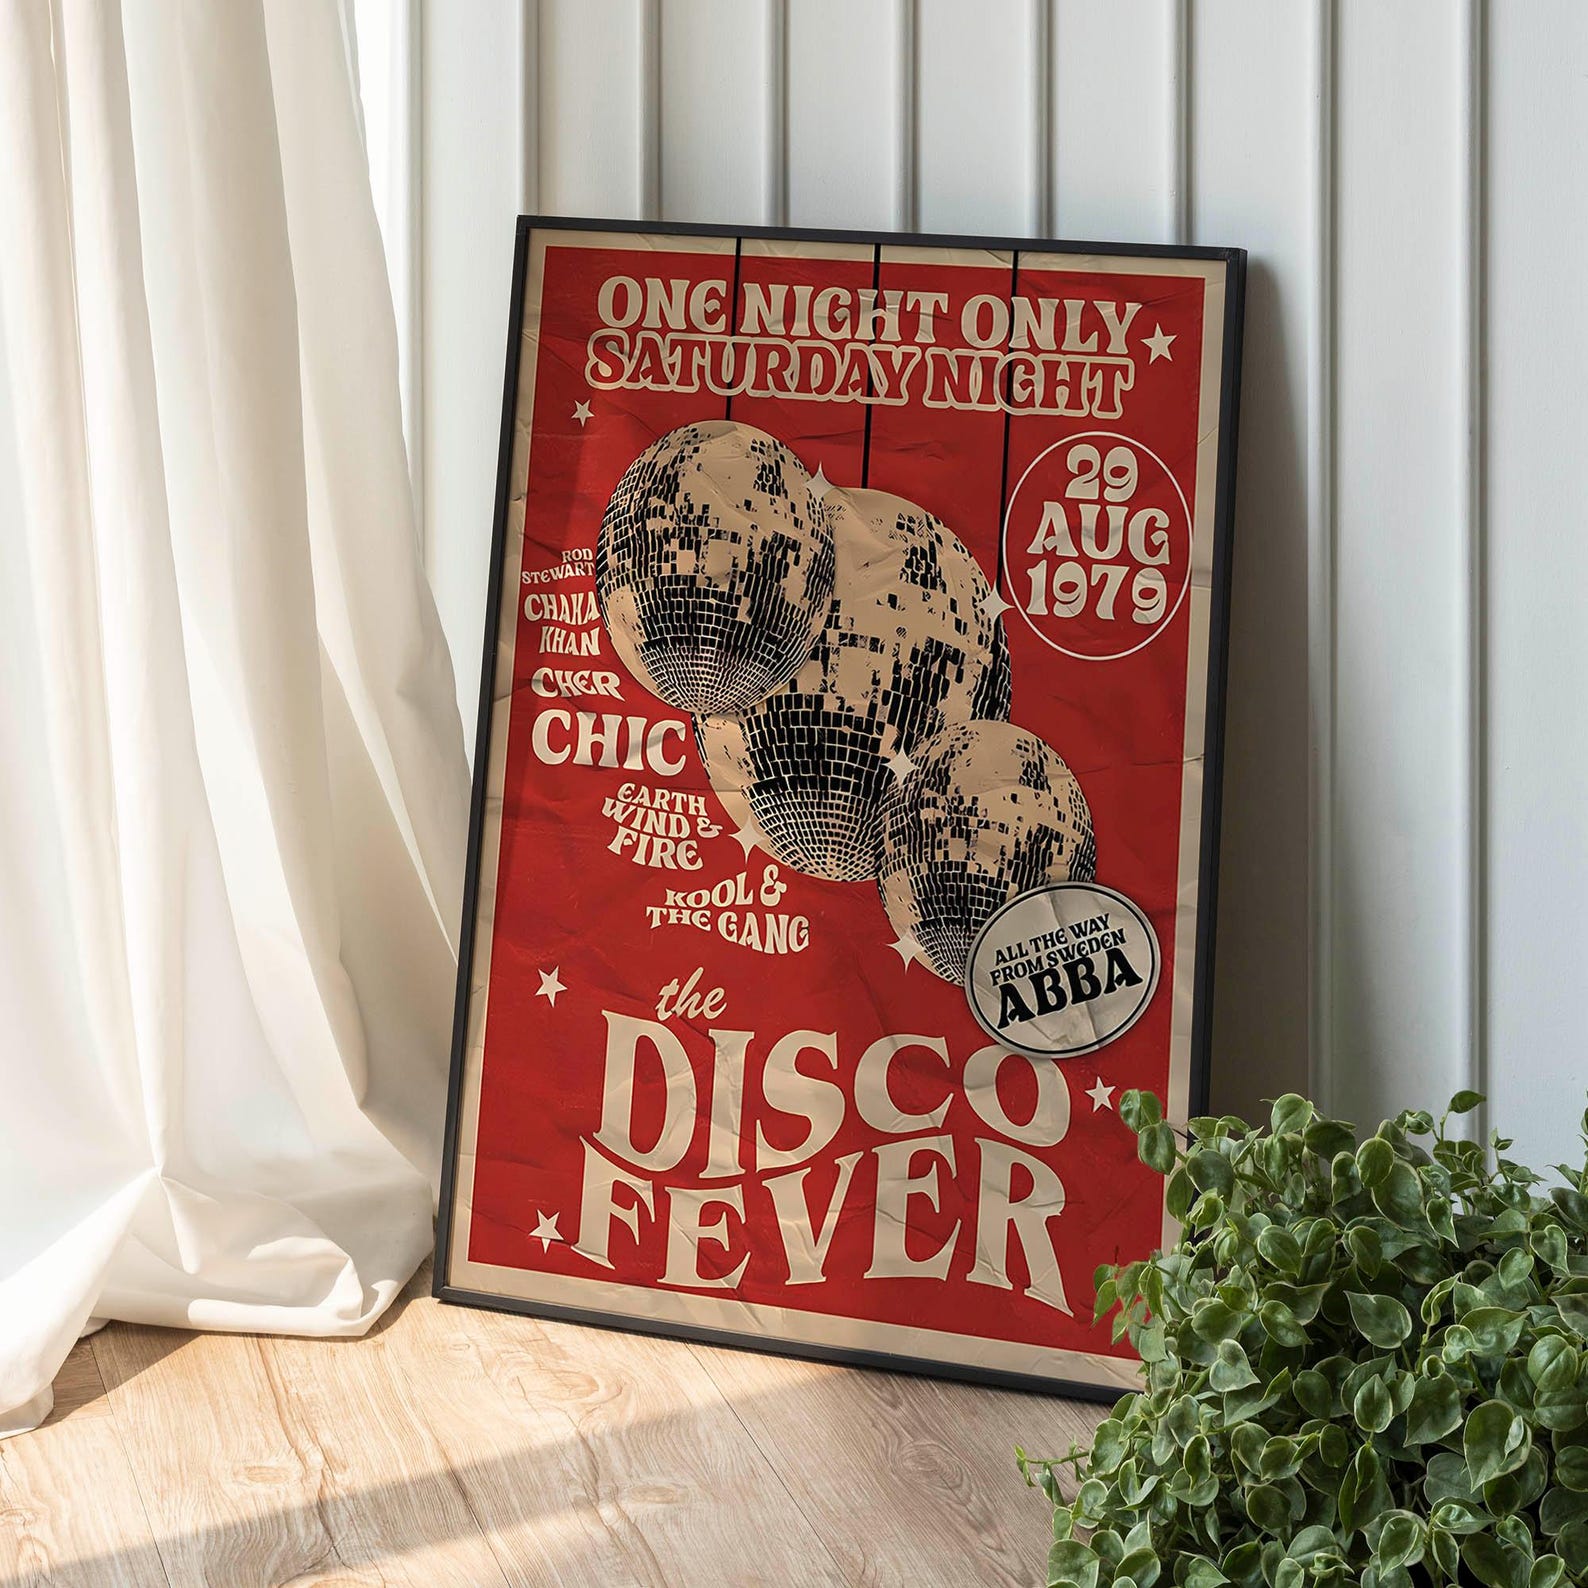 ONE NIGHT ONLY
SATURDAY NIGHT
29
AUG
1979
ROD
STEWART
CHAKA
KHAN
CHER
CHIC
EARTH
WIND &
FIRE
KOOL &
THE GANG
ALL THE WAY
FROM SWEDEN
ABBA
the
DISCO
FEVER